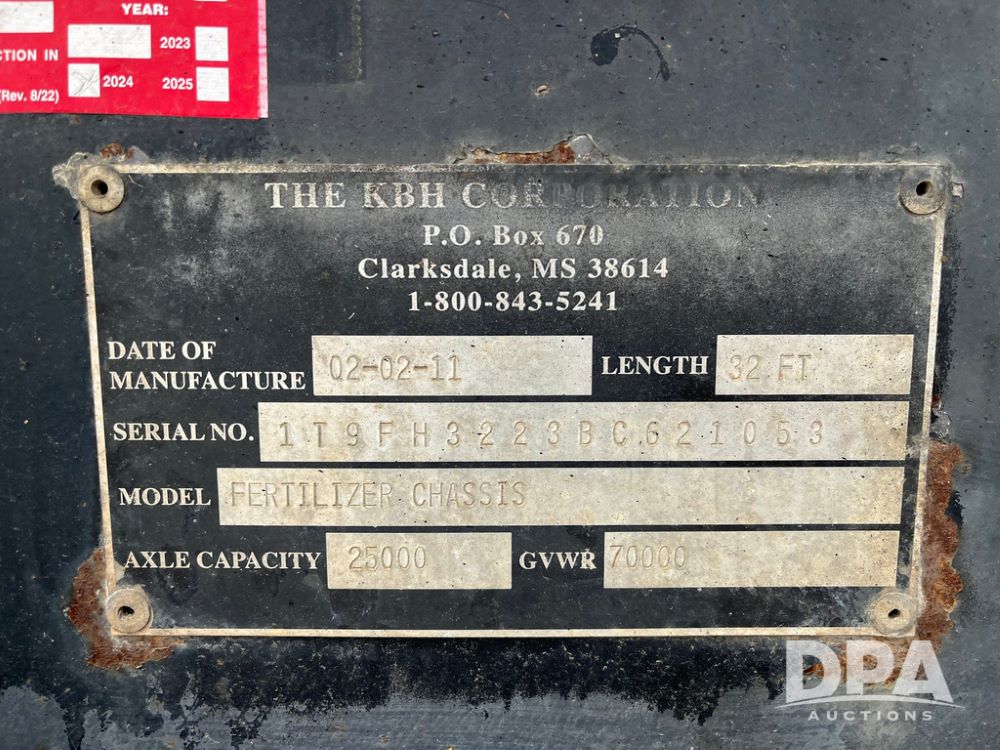 YEAR:
CTION IN
2023
2024
2025
(Rev. 8/22)
THE KBH CORPORATION
P.O. Box 670
Clarksdale, MS 38614
1-800-843-5241
DATE OF MANUFACTURE 02-02-11 LENGTH 32 FT
SERIAL NO. 1T9FH3223BC621053
MODEL FERTILIZER CHASSIS
AXLE CAPACITY 25000 GVWR 70000
DPA
AUCTIONS